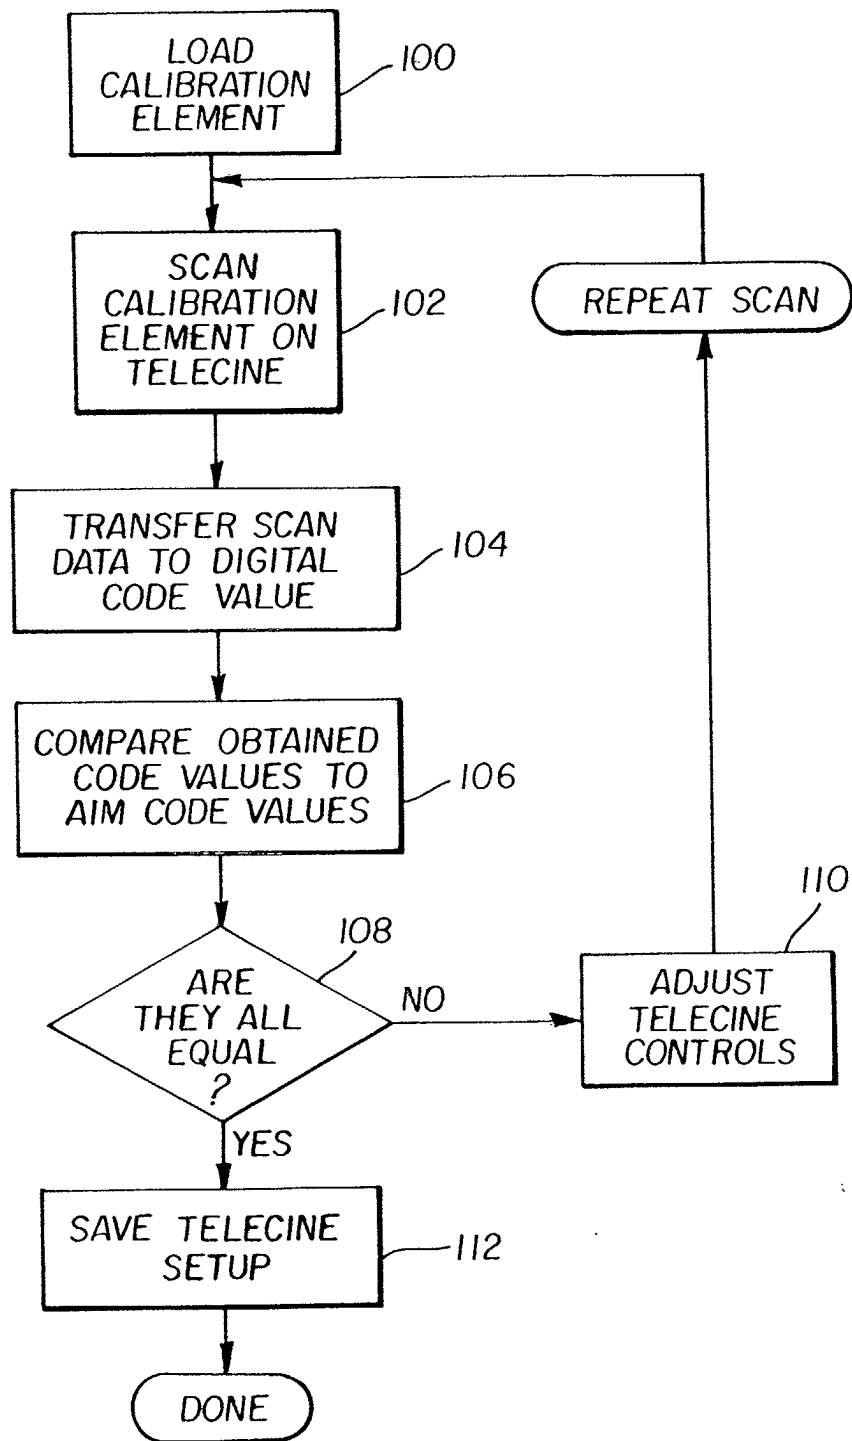 LOAD
CALIBRATION
ELEMENT
100
SCAN
CALIBRATION
ELEMENT ON
TELECINE
102
REPEAT SCAN
TRANSFER SCAN
DATA TO DIGITAL
CODE VALUE
104
COMPARE OBTAINED
CODE VALUES TO
AIM CODE VALUES
106
ARE
THEY ALL
EQUAL
?
108
NO
ADJUST
TELECINE
CONTROLS
110
YES
SAVE TELECINE
SETUP
112
DONE